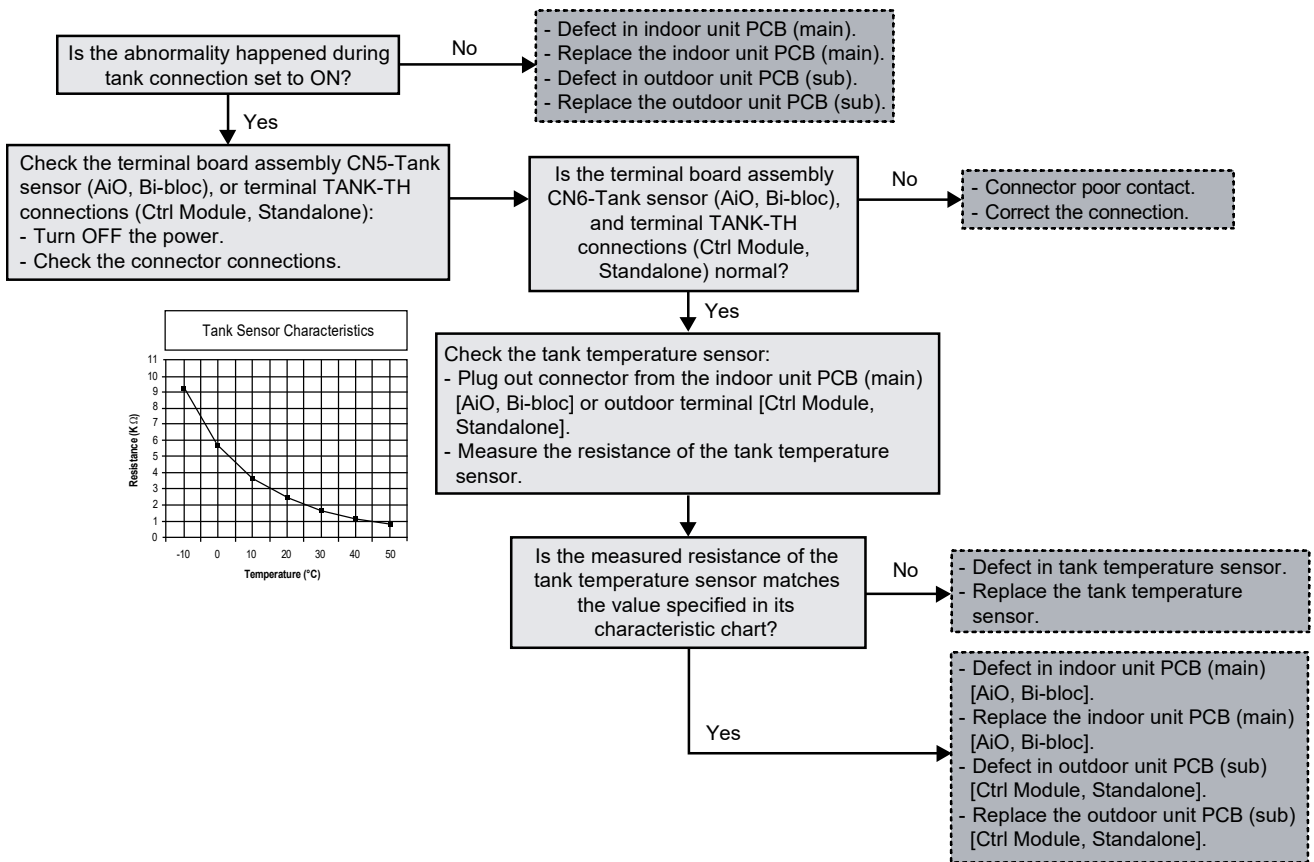 Is the abnormality happened during
tank connection set to ON?
No
- Defect in indoor unit PCB (main).
- Replace the indoor unit PCB (main).
- Defect in outdoor unit PCB (sub).
- Replace the outdoor unit PCB (sub).
Yes
Check the terminal board assembly CN5-Tank
sensor (AiO, Bi-bloc), or terminal TANK-TH
connections (Ctrl Module, Standalone):
- Turn OFF the power.
- Check the connector connections.
Is the terminal board assembly
CN6-Tank sensor (AiO, Bi-bloc),
and terminal TANK-TH
connections (Ctrl Module,
Standalone) normal?
No
- Connector poor contact.
- Correct the connection.
Yes
Tank Sensor Characteristics
11
10
9
8
7
6
5
4
3
2
1
0
Resistance (K Ω)
-10 0 10 20 30 40 50
Temperature (°C)
Check the tank temperature sensor:
- Plug out connector from the indoor unit PCB (main)
[AiO, Bi-bloc] or outdoor terminal [Ctrl Module,
Standalone].
- Measure the resistance of the tank temperature
sensor.
Is the measured resistance of the
tank temperature sensor matches
the value specified in its
characteristic chart?
No
- Defect in tank temperature sensor.
- Replace the tank temperature
sensor.
Yes
- Defect in indoor unit PCB (main)
[AiO, Bi-bloc].
- Replace the indoor unit PCB (main)
[AiO, Bi-bloc].
- Defect in outdoor unit PCB (sub)
[Ctrl Module, Standalone].
- Replace the outdoor unit PCB (sub)
[Ctrl Module, Standalone].